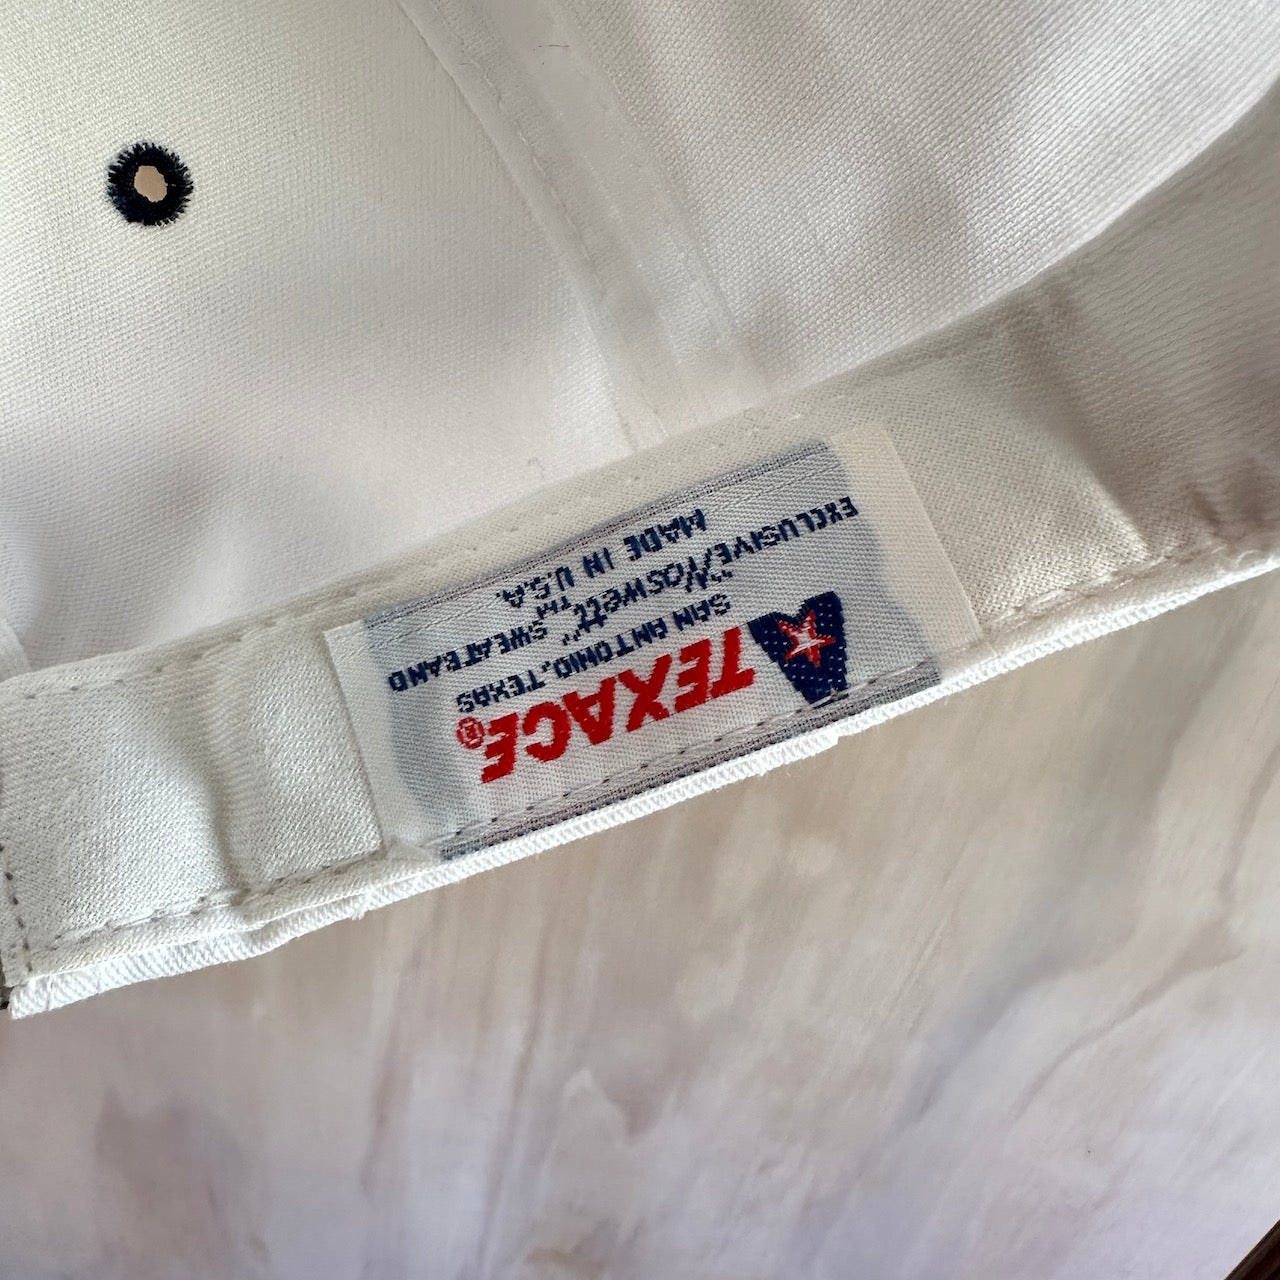 TEXACE®
SAN ANTONIO, TEXAS
"Noswett"™ SWEATBAND
EXCLUSIVE/
MADE IN U.S.A.